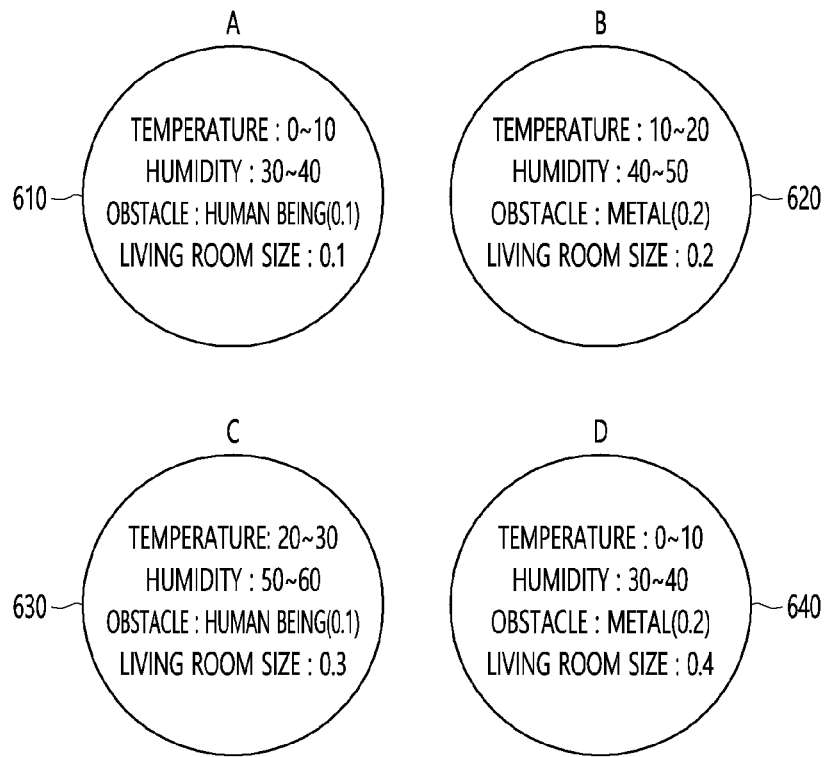 A
TEMPERATURE : 0~10
HUMIDITY : 30~40
OBSTACLE : HUMAN BEING(0.1)
LIVING ROOM SIZE : 0.1
610
B
TEMPERATURE : 10~20
HUMIDITY : 40~50
OBSTACLE : METAL(0.2)
LIVING ROOM SIZE : 0.2
620
C
TEMPERATURE: 20~30
HUMIDITY : 50~60
OBSTACLE : HUMAN BEING(0.1)
LIVING ROOM SIZE : 0.3
630
D
TEMPERATURE : 0~10
HUMIDITY : 30~40
OBSTACLE : METAL(0.2)
LIVING ROOM SIZE : 0.4
640